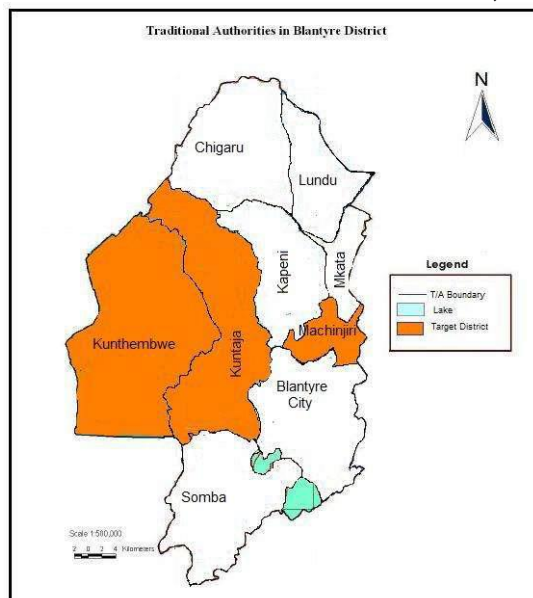 Traditional Authorities in Blantyre District
N
Chigaru
Lundu
Kapeni
Mkata
Legend
T/A Boundary
Lake
Target District
Machinjiri
Kunthembwe
Kuntaja
Blantyre
City
Somba
Scale 1:500,000
2 0 2 4 Kilometers